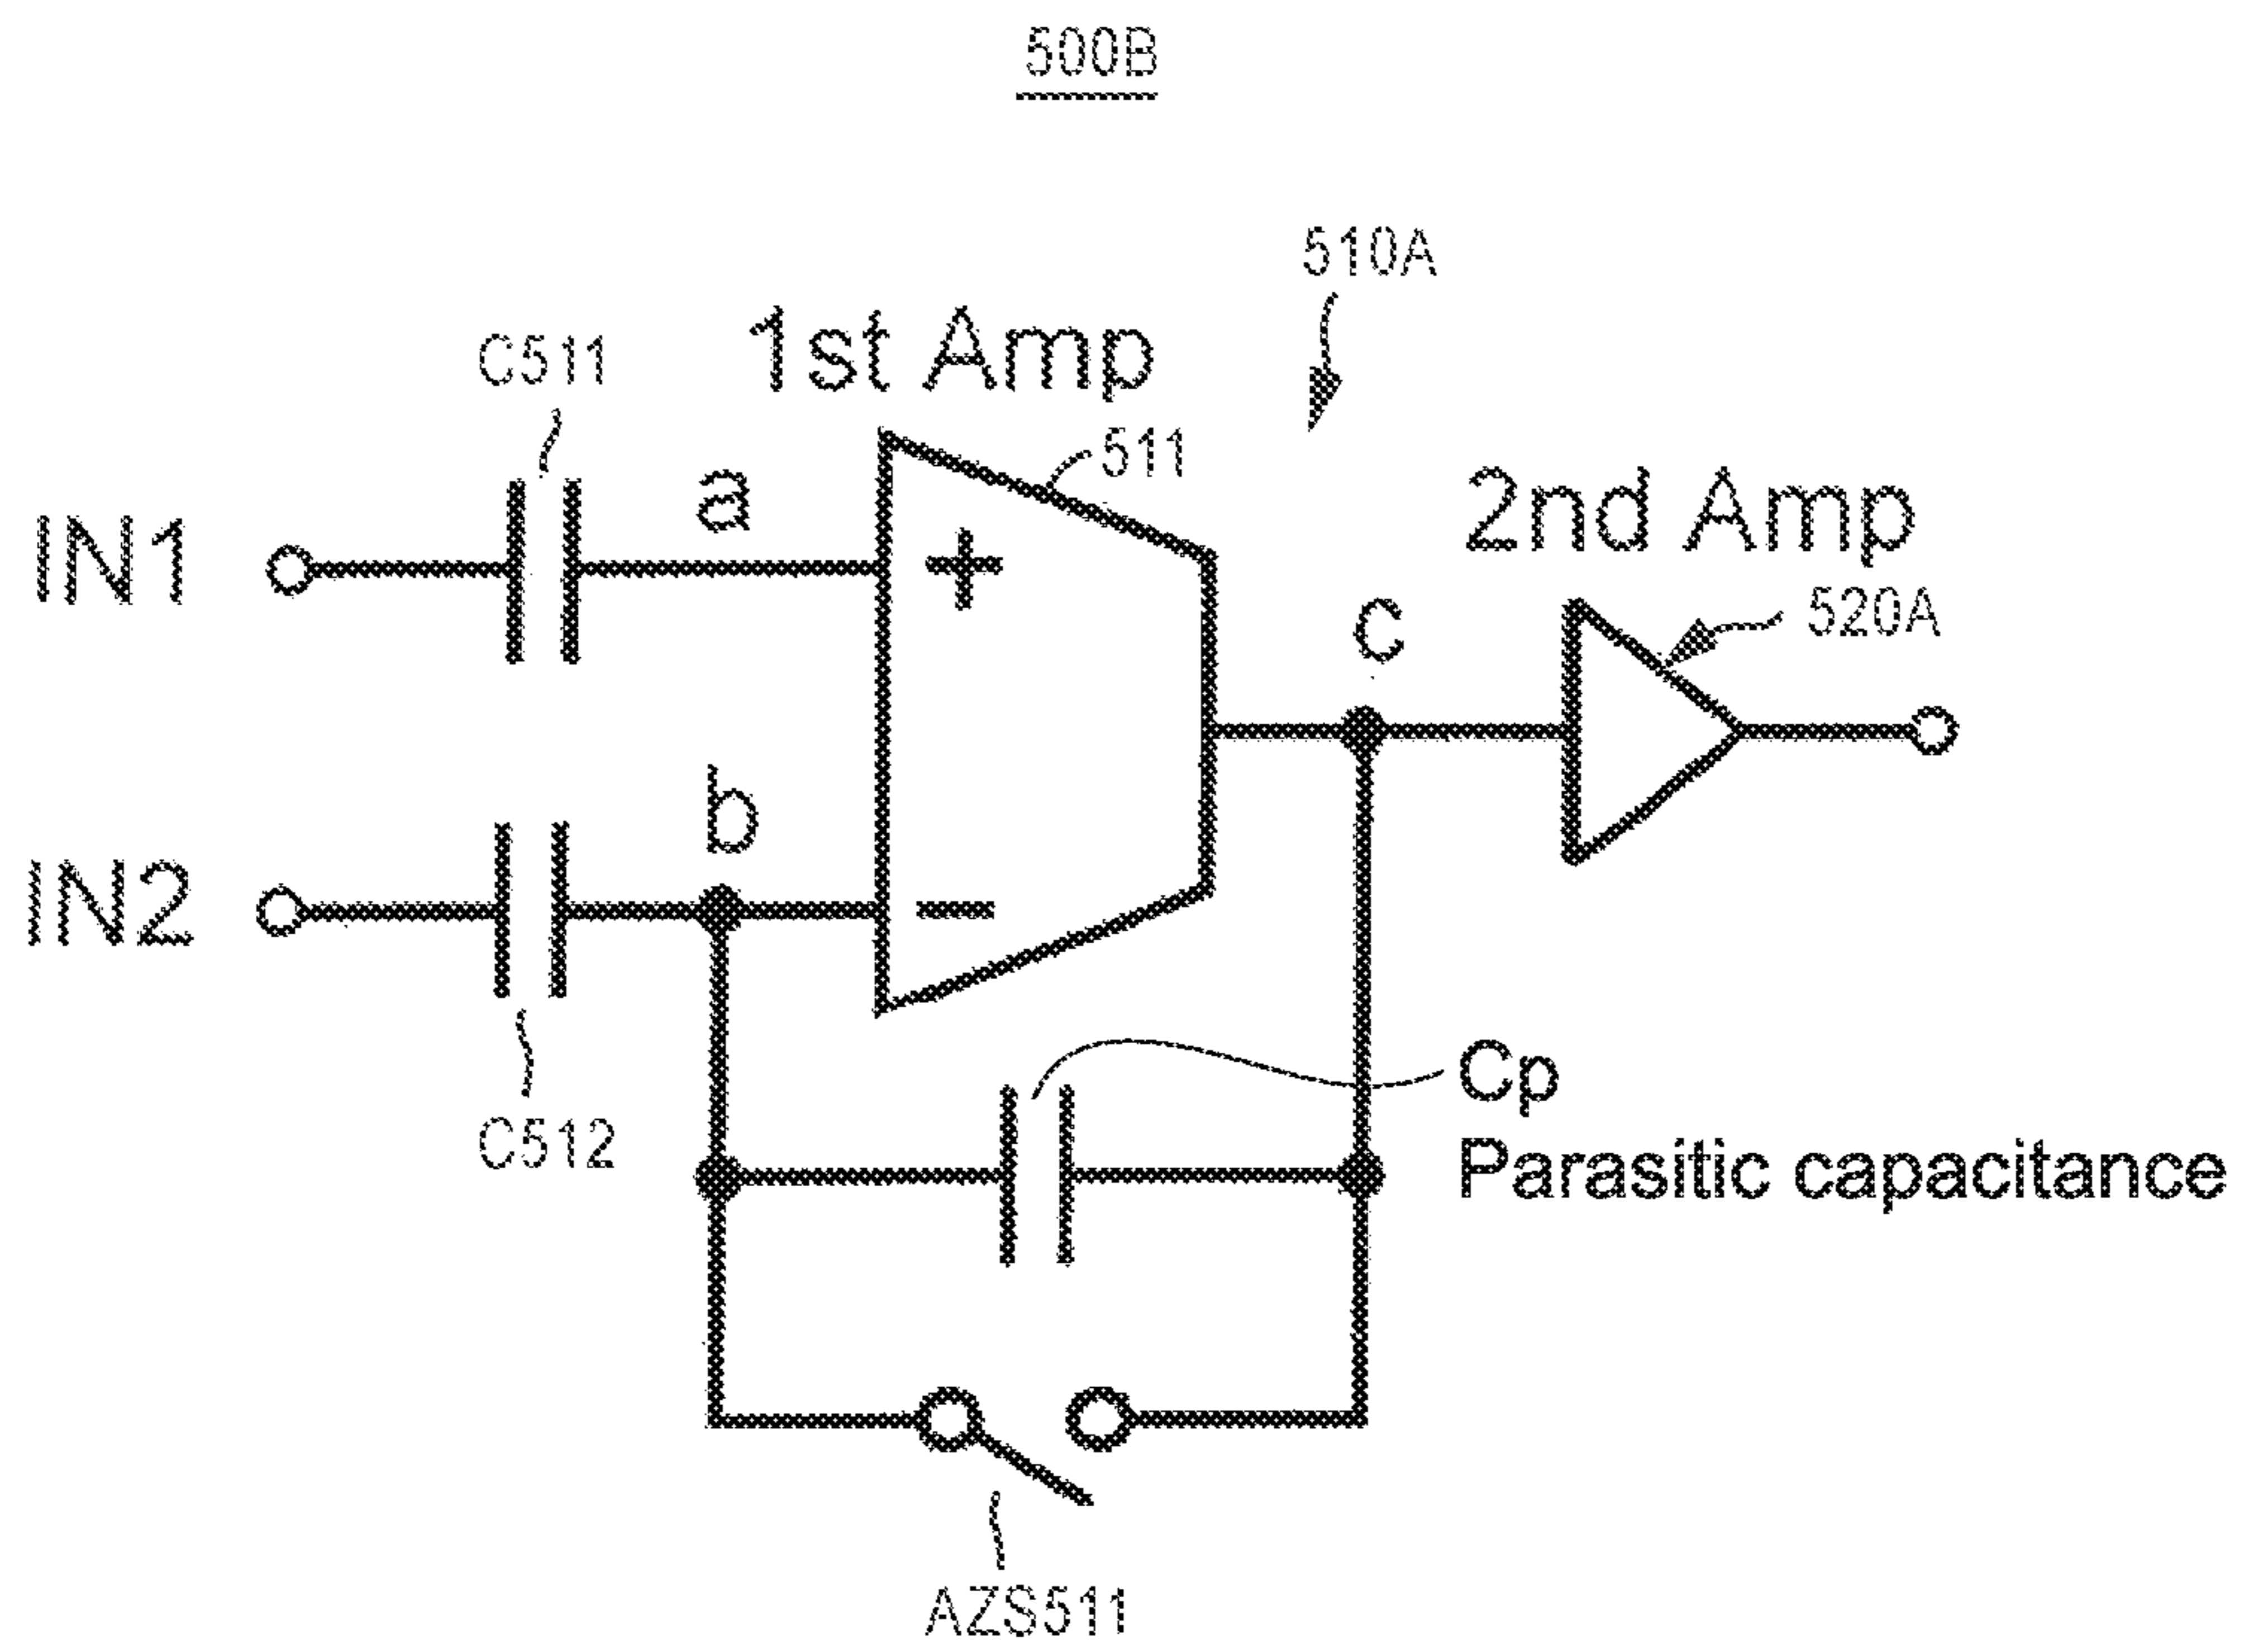 500B
510A
C511
1st Amp
511
a
IN1
+
2nd Amp
520A
c
b
IN2
−
C512
Cp
Parasitic capacitance
AZS511